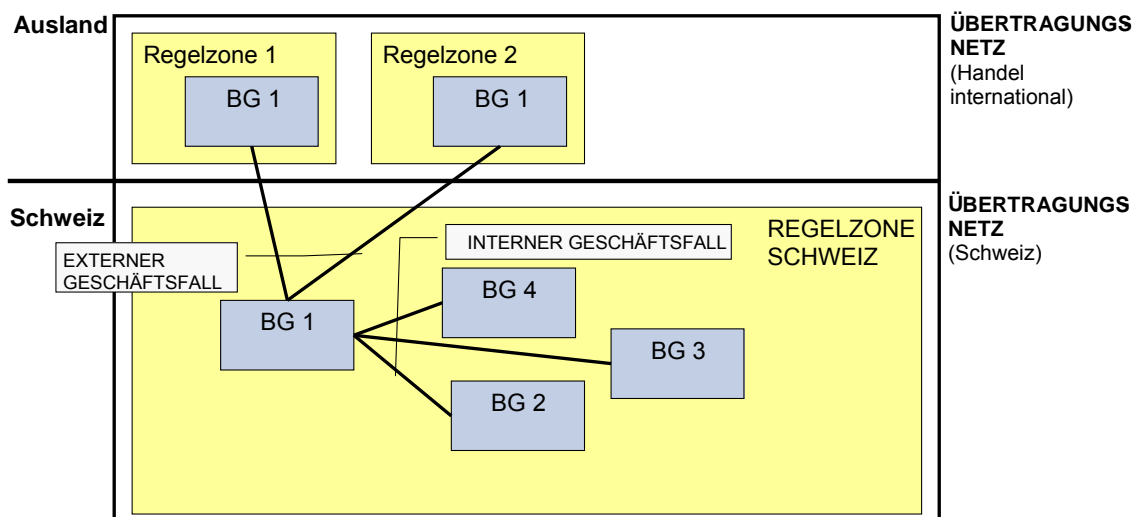 Ausland
Regelzone 1
Regelzone 2
BG 1
BG 1
ÜBERTRAGUNGS
NETZ
(Handel
international)
Schweiz
REGELZONE
SCHWEIZ
EXTERNER
GESCHÄFTSFALL
INTERNER GESCHÄFTSFALL
BG 4
BG 1
BG 3
BG 2
ÜBERTRAGUNGS
NETZ
(Schweiz)